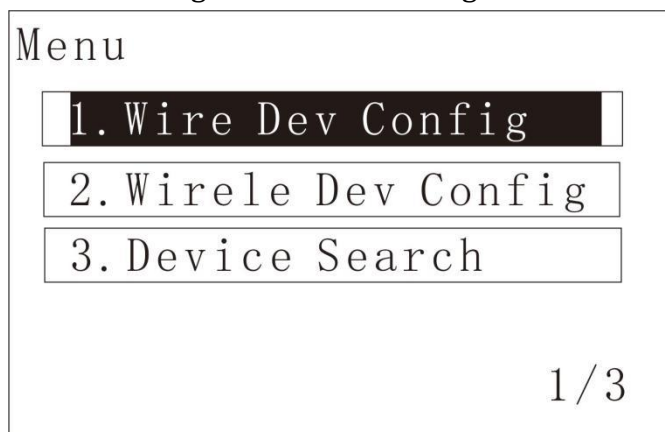 Menu
1.Wire Dev Config
2.Wirele Dev Config
3.Device Search
1/3